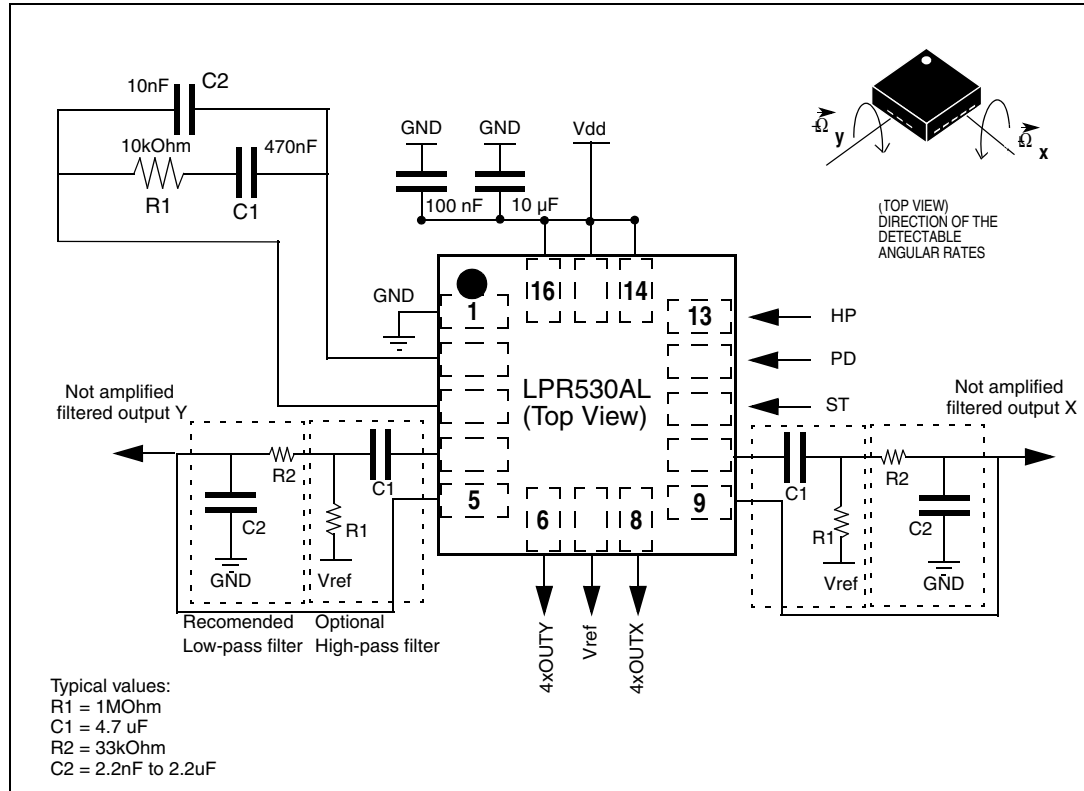 10nF
C2
10kOhm
470nF
R1
C1
GND
GND
Vdd
100 nF
10 µF
Ω
y
Ω
x
(TOP VIEW)
DIRECTION OF THE
DETECTABLE
ANGULAR RATES
GND
1
16
14
13
HP
PD
ST
LPR530AL
(Top View)
Not amplified
filtered output Y
Not amplified
filtered output X
R2
C1
C2
R1
GND
Vref
5
6
8
9
C1
R2
R1
C2
Vref
GND
Recomended
Low-pass filter
Optional
High-pass filter
4xOUTY
Vref
4xOUTX
Typical values:
R1 = 1MOhm
C1 = 4.7 uF
R2 = 33kOhm
C2 = 2.2nF to 2.2uF